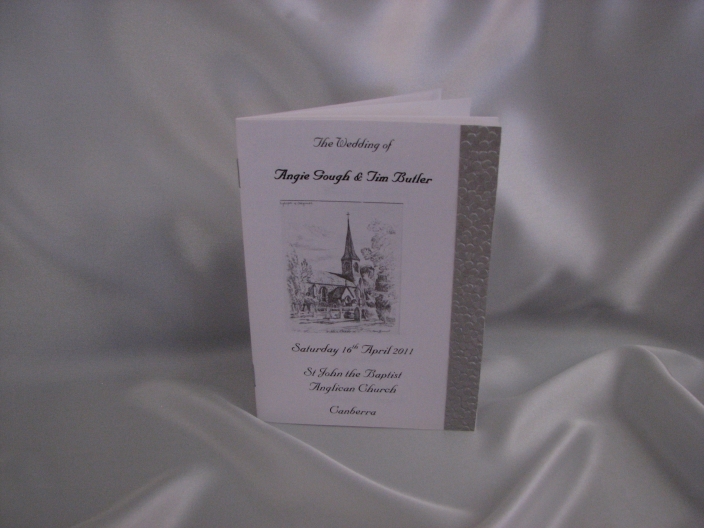 The Wedding of
Angie Gough & Tim Butler
Saturday 16th April 2011
St John the Baptist
Anglican Church
Canberra